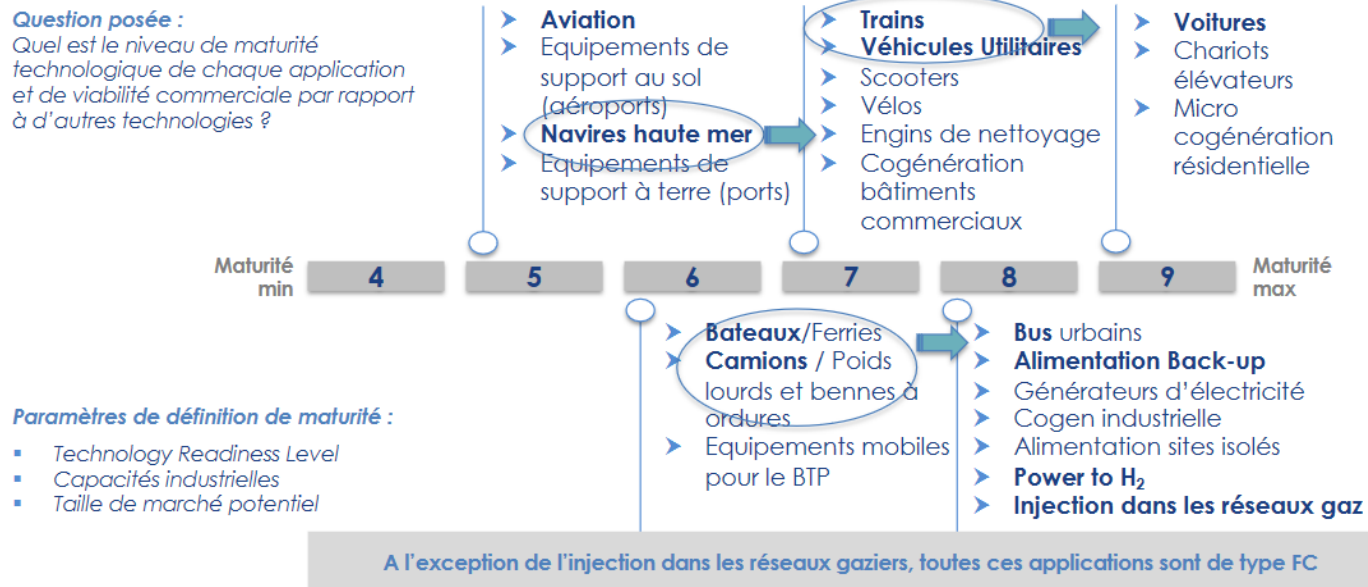 Question posée :
Quel est le niveau de maturité
technologique de chaque application
et de viabilité commerciale par rapport
à d'autres technologies ?
Aviation
Equipements de
support au sol
(aéroports)
Navires haute mer
Equipements de
support à terre (ports)
Trains
Véhicules Utilitaires
Scooters
Vélos
Engins de nettoyage
Cogénération
bâtiments
commerciaux
Voitures
Chariots
élévateurs
Micro
cogénération
résidentielle
Maturité
min
4
5
6
7
8
9
Maturité
max
Bateaux/Ferries
Camions / Poids
lourds et bennes à
ordures
Equipements mobiles
pour le BTP
Bus urbains
Alimentation Back-up
Générateurs d'électricité
Cogen industrielle
Alimentation sites isolés
Power to H₂
Injection dans les réseaux gaz
Paramètres de définition de maturité :
Technology Readiness Level
Capacités industrielles
Taille de marché potentiel
A l'exception de l'injection dans les réseaux gaziers, toutes ces applications sont de type FC